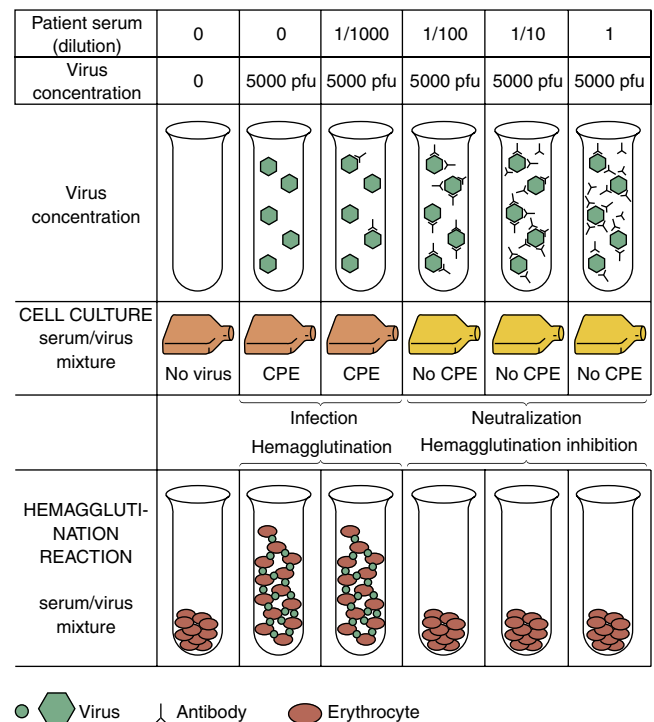 Patient serum (dilution) 0 0 1/1000 1/100 1/10 1
Virus concentration 0 5000 pfu 5000 pfu 5000 pfu 5000 pfu 5000 pfu
Virus
concentration
CELL CULTURE
serum/virus
mixture
No virus CPE CPE No CPE No CPE No CPE
Infection Neutralization
Hemagglutination Hemagglutination inhibition
HEMAGGLUTI-
NATION
REACTION
serum/virus
mixture
Virus Antibody Erythrocyte